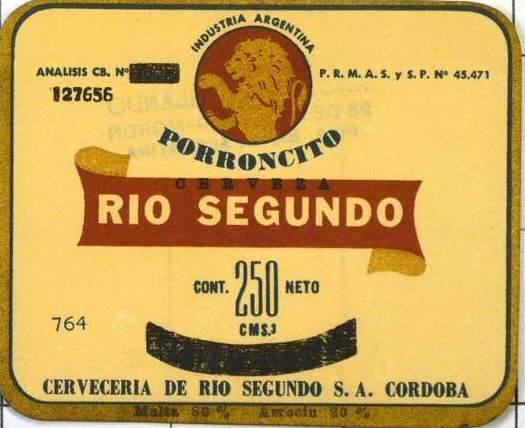 INDUSTRIA ARGENTINA
ANALISIS CB. Nº
127656
P. R. M. A. S. y S. P. Nº 45.471
PORRONCITO
CERVEZA
RIO SEGUNDO
CONT. 250 NETO
CMS.³
764
CERVECERIA DE RIO SEGUNDO S. A. CORDOBA
Malta 80 % - Arrocin 20 %